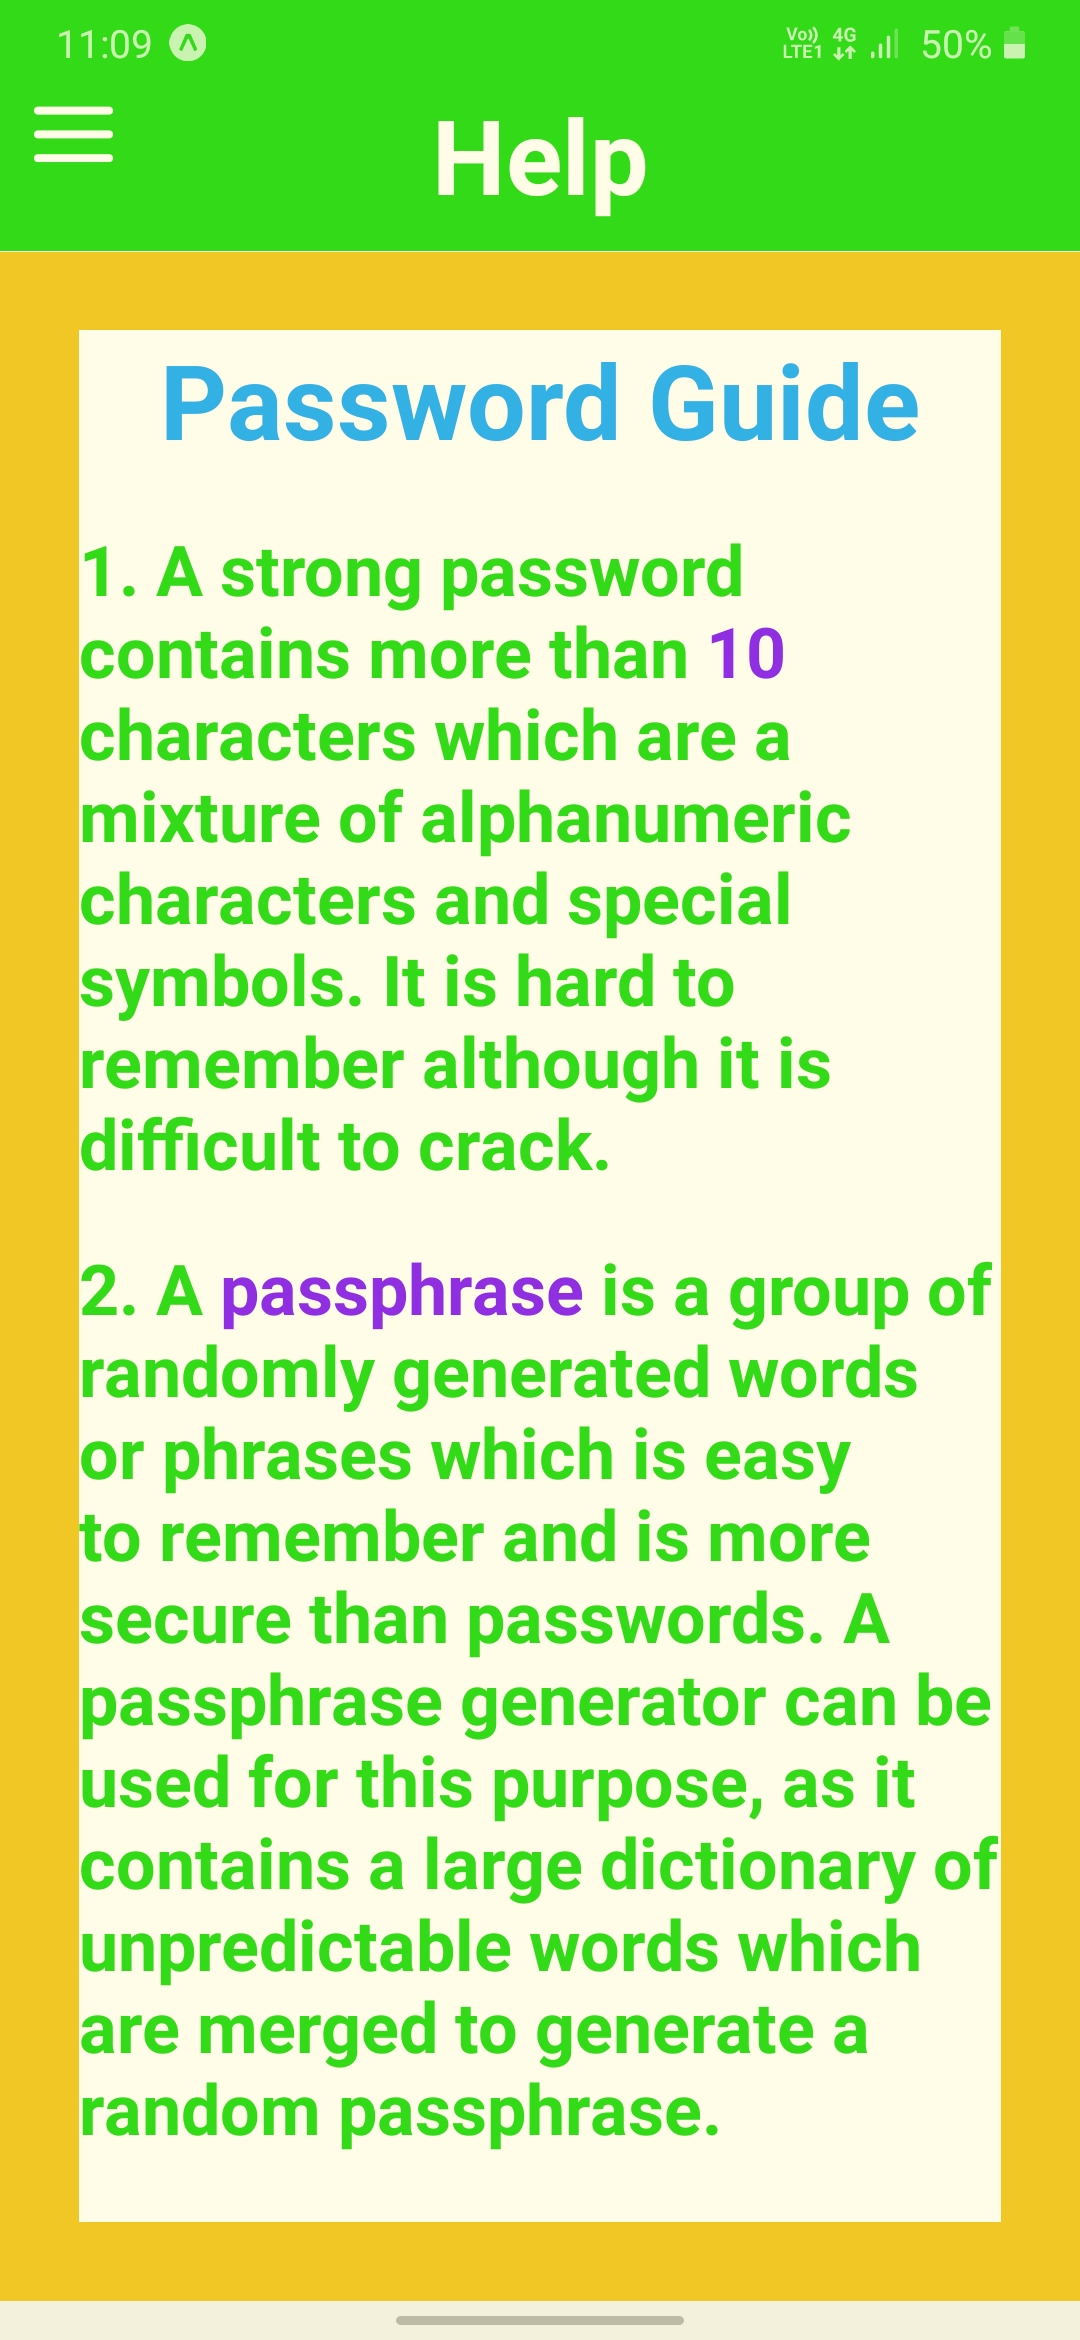 11:09
Vo)) LTE1 4G 50%
Help
Password Guide
1. A strong password
contains more than 10
characters which are a
mixture of alphanumeric
characters and special
symbols. It is hard to
remember although it is
difficult to crack.
2. A passphrase is a group of
randomly generated words
or phrases which is easy
to remember and is more
secure than passwords. A
passphrase generator can be
used for this purpose, as it
contains a large dictionary of
unpredictable words which
are merged to generate a
random passphrase.